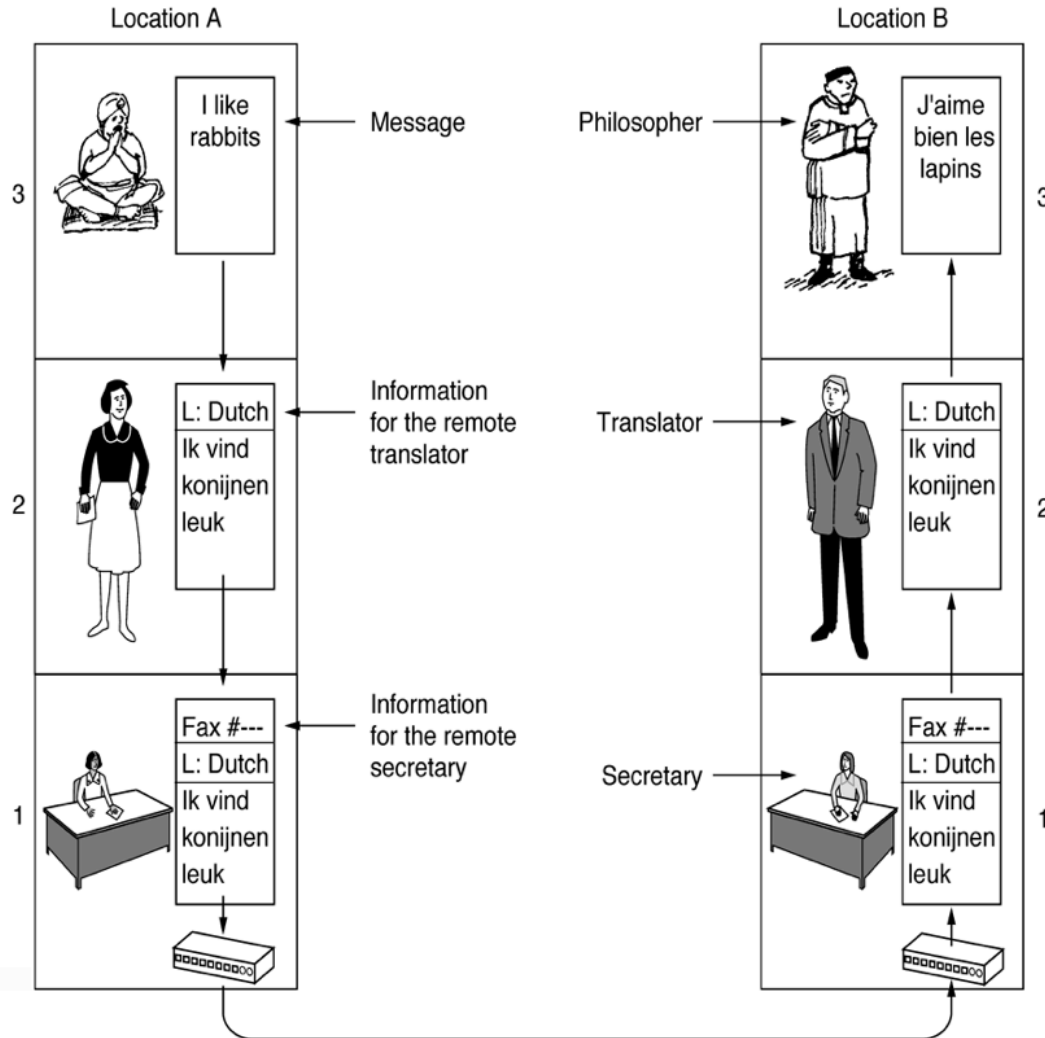 Location A
Location B
3
I like
rabbits
Message
Philosopher
J'aime
bien les
lapins
3
2
L: Dutch
Ik vind
konijnen
leuk
Information
for the remote
translator
Translator
L: Dutch
Ik vind
konijnen
leuk
2
1
Fax #---
L: Dutch
Ik vind
konijnen
leuk
Information
for the remote
secretary
Secretary
Fax #---
L: Dutch
Ik vind
konijnen
leuk
1